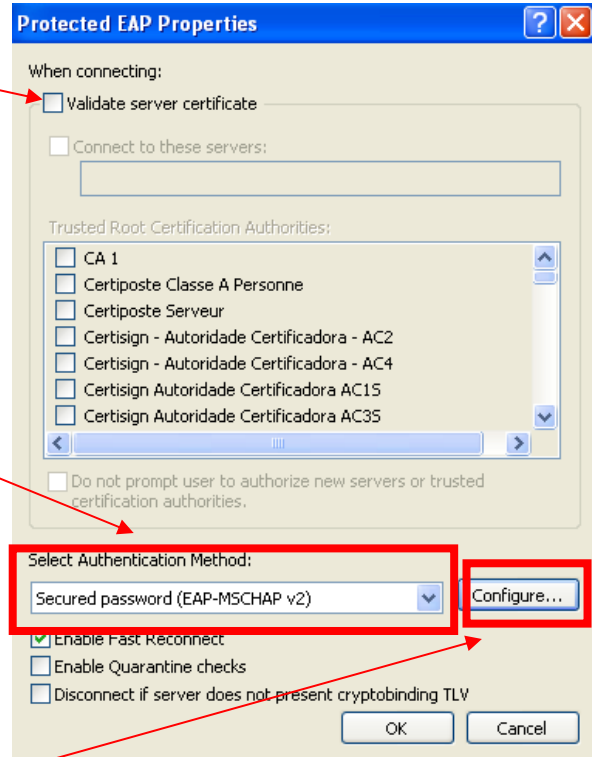 Protected EAP Properties
When connecting:
Validate server certificate
Connect to these servers:
Trusted Root Certification Authorities:
CA 1
Certiposte Classe A Personne
Certiposte Serveur
Certisign - Autoridade Certificadora - AC2
Certisign - Autoridade Certificadora - AC4
Certisign Autoridade Certificadora AC1S
Certisign Autoridade Certificadora AC3S
Do not prompt user to authorize new servers or trusted
certification authorities.
Select Authentication Method:
Secured password (EAP-MSCHAP v2)
Configure...
Enable Fast Reconnect
Enable Quarantine checks
Disconnect if server does not present cryptobinding TLV
OK
Cancel